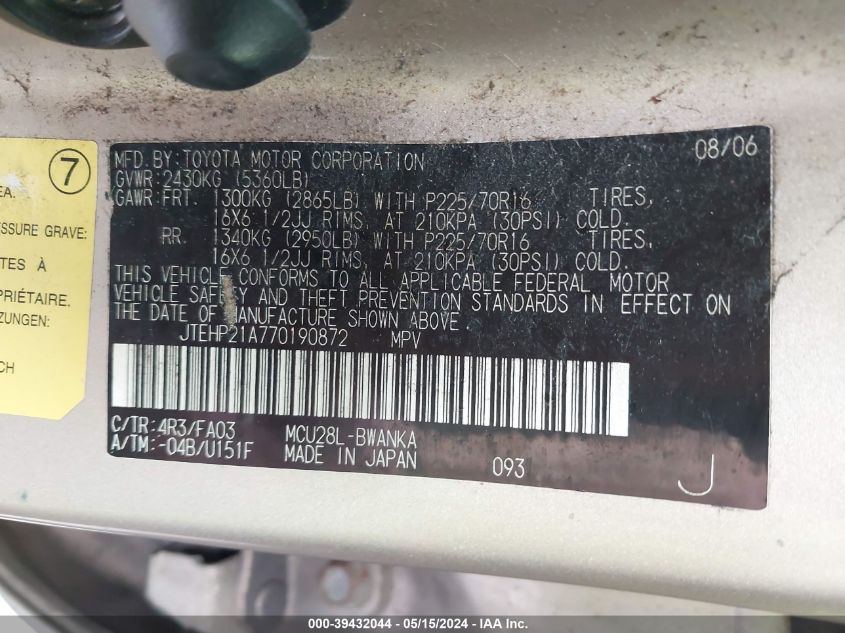 7
EA.
ESSURE GRAVE:
TES À
PRIÉTAIRE.
ZUNGEN:
CH
MFD. BY: TOYOTA MOTOR CORPORATION 08/06
GVWR: 2430KG (5360LB)
GAWR: FRT. 1300KG (2865LB) WITH P225/70R16 TIRES,
16X6 1/2JJ RIMS, AT 210KPA (30PSI) COLD.
RR. 1340KG (2950LB) WITH P225/70R16 TIRES,
16X6 1/2JJ RIMS, AT 210KPA (30PSI) COLD.
THIS VEHICLE CONFORMS TO ALL APPLICABLE FEDERAL MOTOR
VEHICLE SAFETY AND THEFT PREVENTION STANDARDS IN EFFECT ON
THE DATE OF MANUFACTURE SHOWN ABOVE.
JTEHP21A770190872 MPV
C/TR: 4R3/FA03 MCU28L-BWANKA
A/TM: -04B/U151F MADE IN JAPAN 093 J
000-39432044 - 05/15/2024 - IAA Inc.